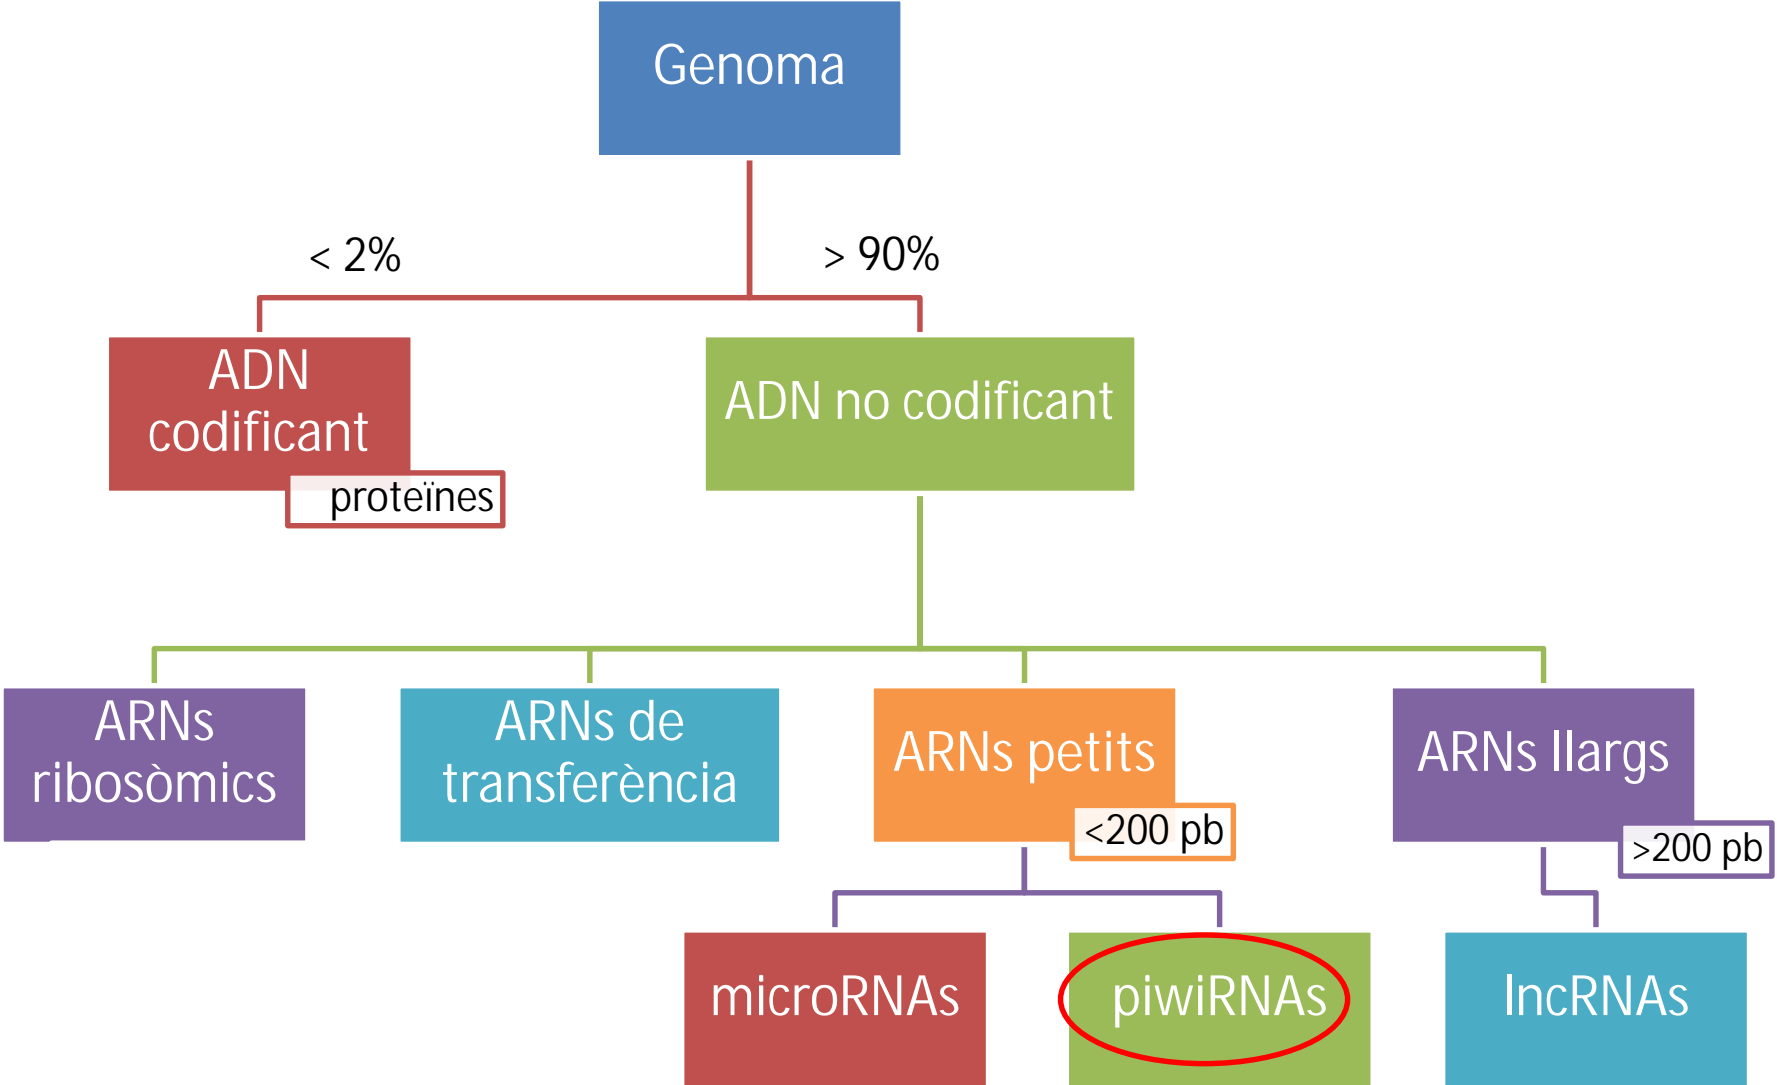 Genoma
< 2%
> 90%
ADN
codificant
proteïnes
ADN no codificant
ARNs
ribosòmics
ARNs de
transferència
ARNs petits
<200 pb
ARNs llargs
>200 pb
microRNAs
piwiRNAs
lncRNAs